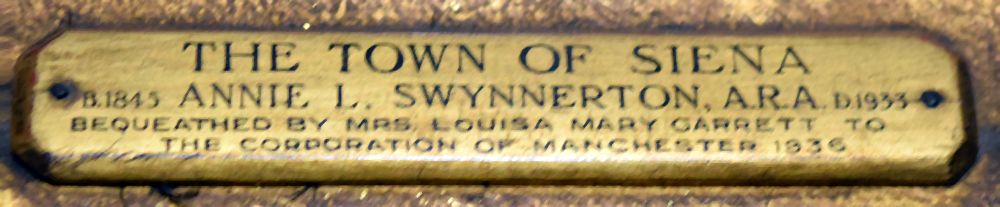 THE TOWN OF SIENA
B.1845 ANNIE L. SWYNNERTON, A.R.A. D.1933
BEQUEATHED BY MRS. LOUISA MARY GARRETT TO
THE CORPORATION OF MANCHESTER 1936